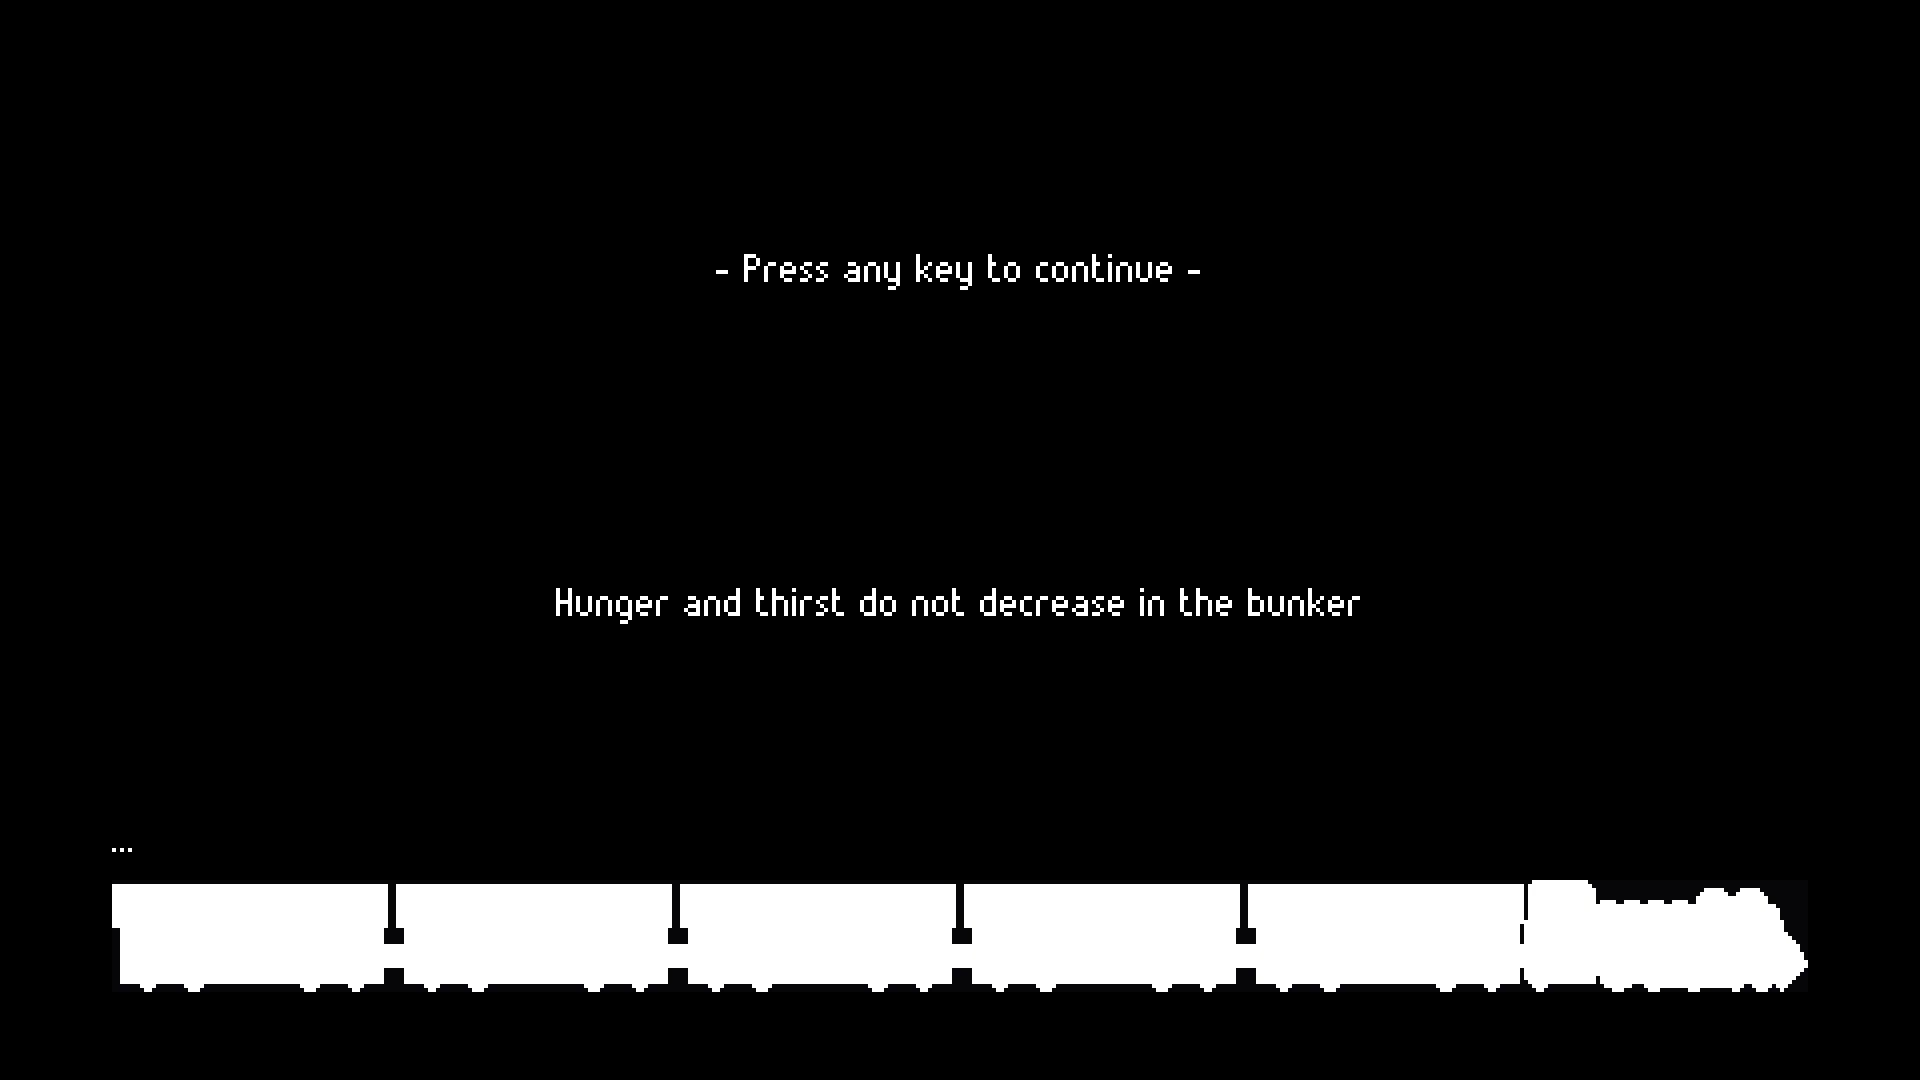 - Press any key to continue -
Hunger and thirst do not decrease in the bunker
...